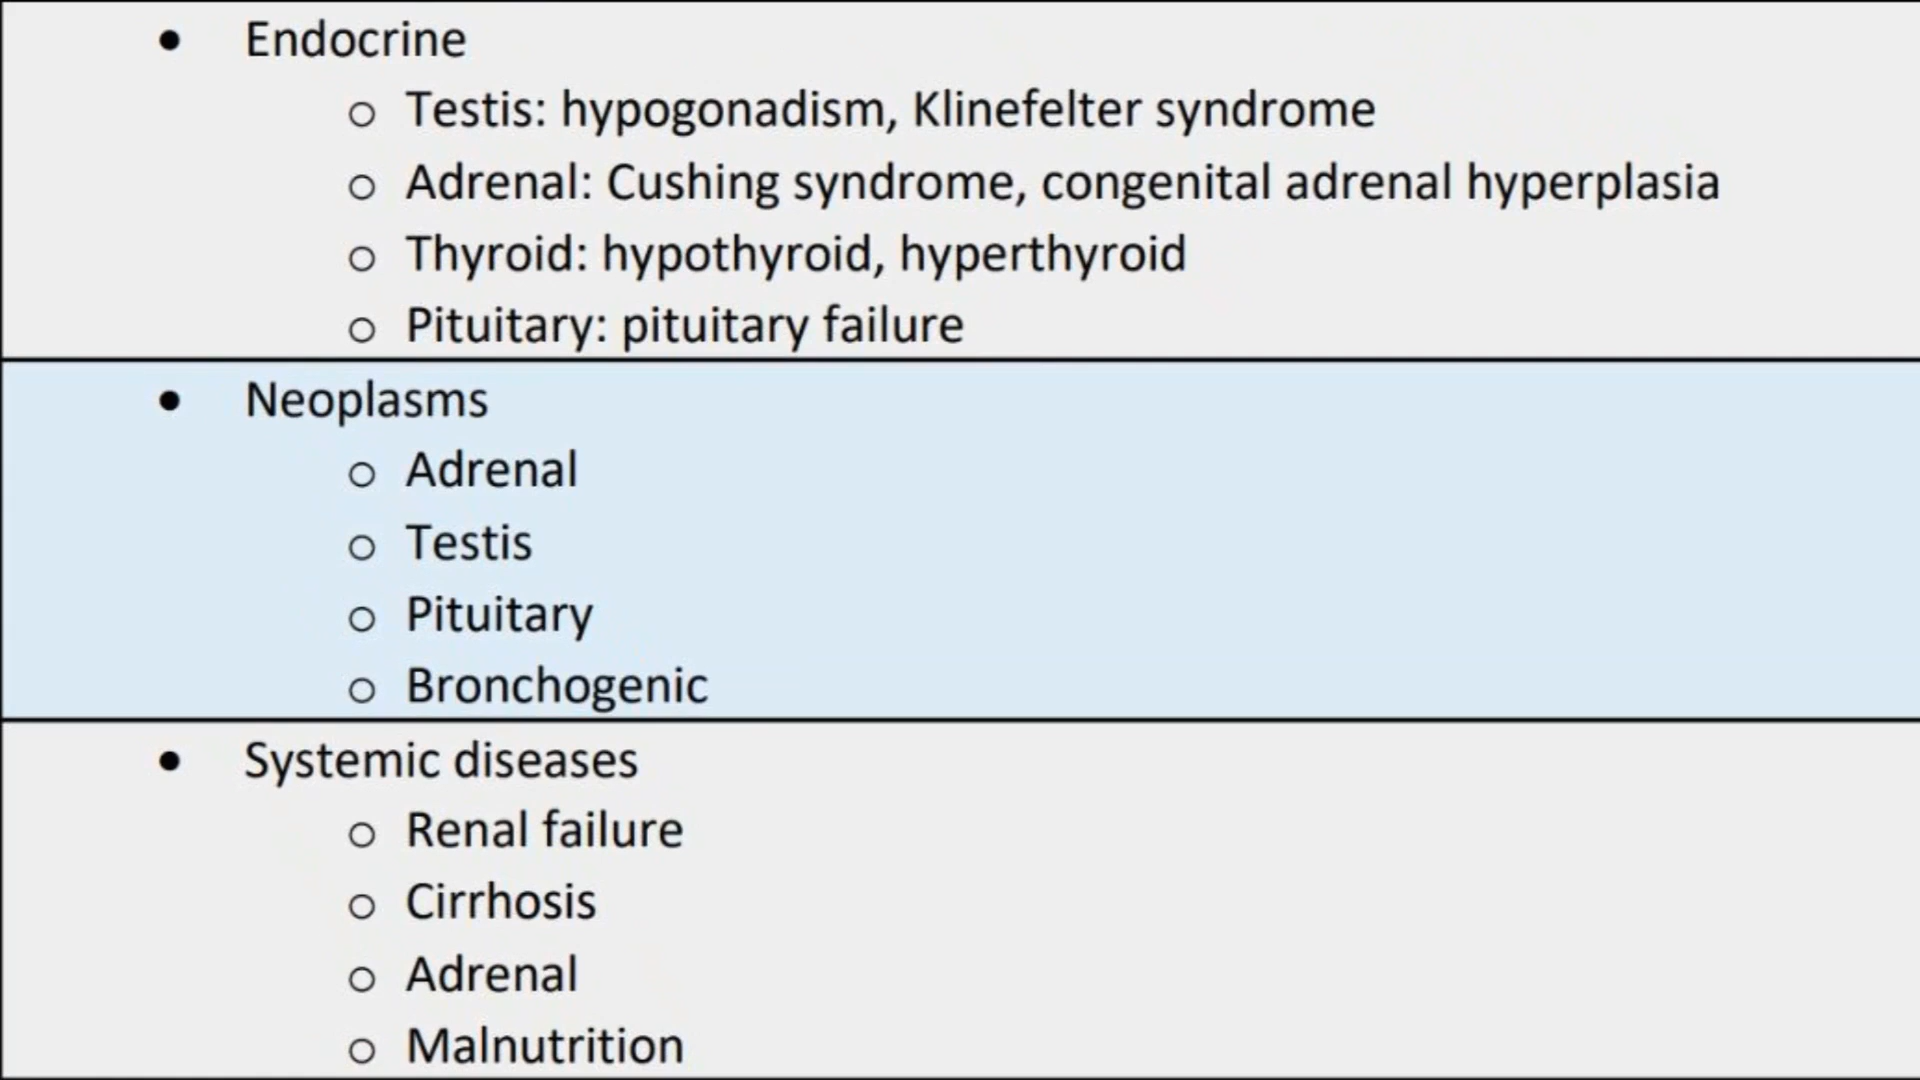 • Endocrine
o Testis: hypogonadism, Klinefelter syndrome
o Adrenal: Cushing syndrome, congenital adrenal hyperplasia
o Thyroid: hypothyroid, hyperthyroid
o Pituitary: pituitary failure
• Neoplasms
o Adrenal
o Testis
o Pituitary
o Bronchogenic
• Systemic diseases
o Renal failure
o Cirrhosis
o Adrenal
o Malnutrition